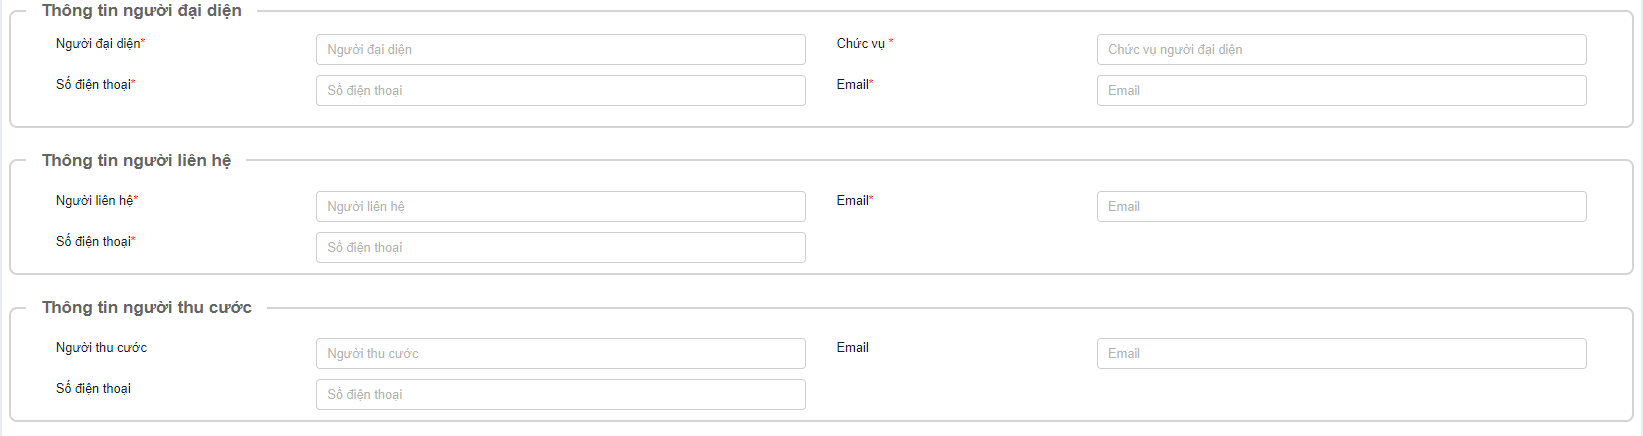 Thông tin người đại diện
Người đại diện* Người đại diện Chức vụ * Chức vụ người đại diện
Số điện thoại* Số điện thoại Email* Email
Thông tin người liên hệ
Người liên hệ* Người liên hệ Email* Email
Số điện thoại* Số điện thoại
Thông tin người thu cước
Người thu cước Người thu cước Email Email
Số điện thoại Số điện thoại